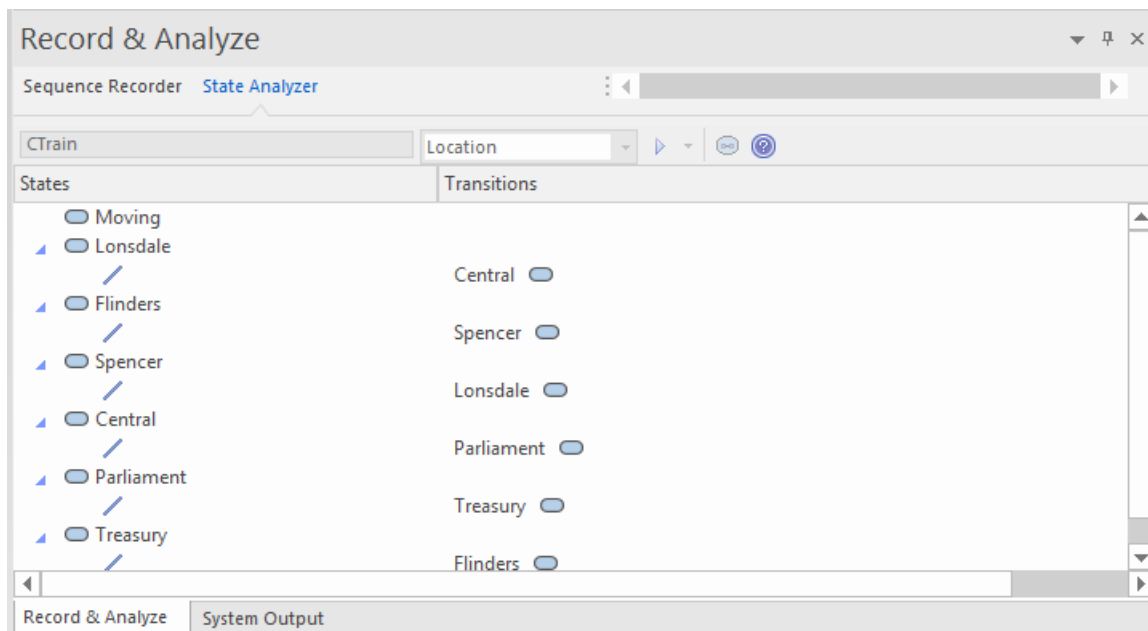 Record & Analyze
Sequence Recorder State Analyzer
CTrain Location
States Transitions
Moving
Lonsdale
Central
Flinders
Spencer
Spencer
Lonsdale
Central
Parliament
Parliament
Treasury
Treasury
Flinders
Record & Analyze System Output